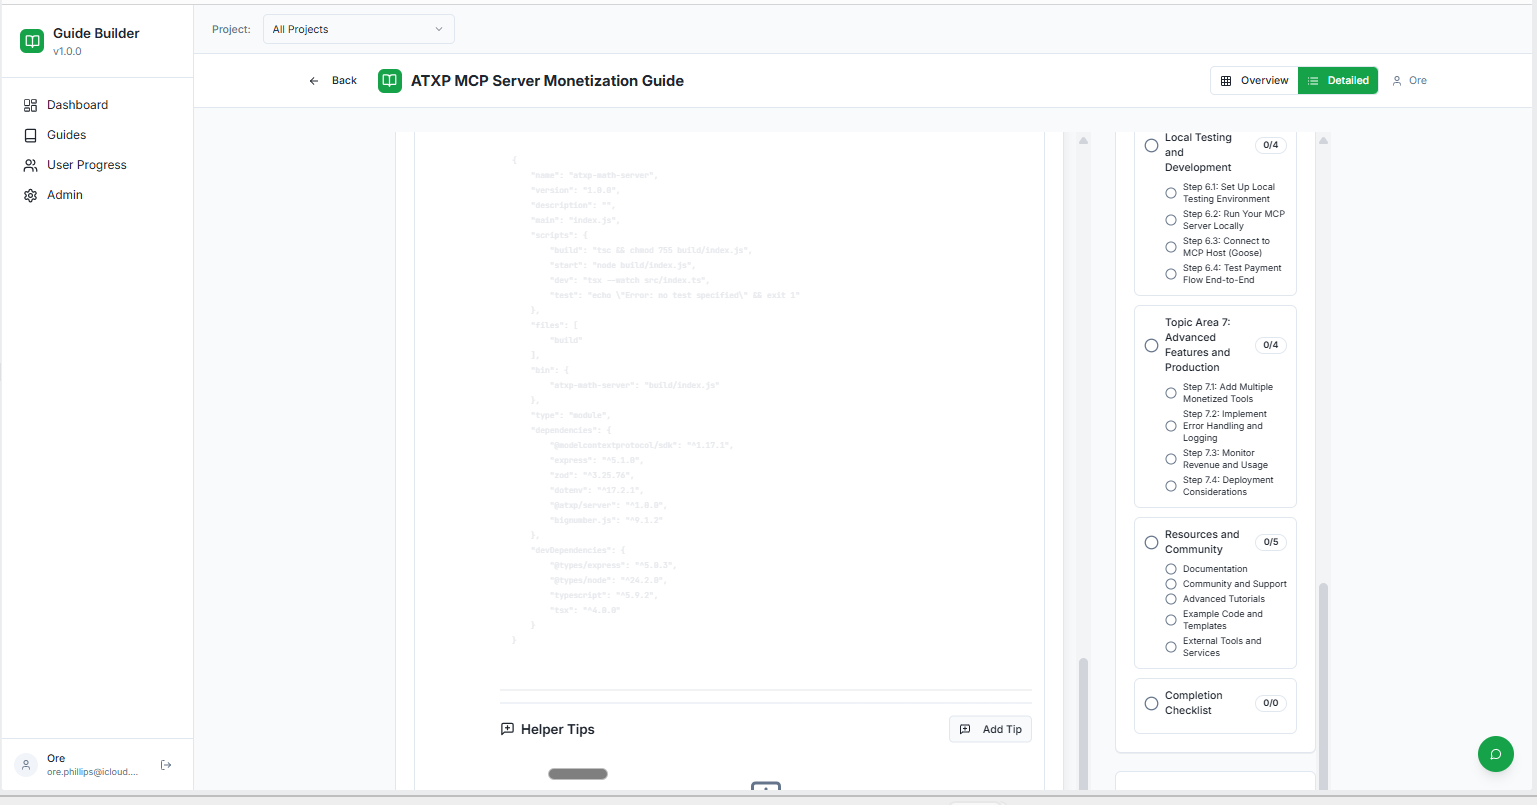 Guide Builder
v1.0.0
Dashboard
Guides
User Progress
Admin
Ore
ore.phillips@icloud....
Project:
All Projects
Back
ATXP MCP Server Monetization Guide
Overview
Detailed
Ore
{
"name": "atxp-math-server",
"version": "1.0.0",
"description": "",
"main": "index.js",
"scripts": {
"build": "tsc && chmod 755 build/index.js",
"start": "node build/index.js",
"dev": "tsx --watch src/index.ts",
"test": "echo \"Error: no test specified\" && exit 1"
},
"files": [
"build"
],
"bin": {
"atxp-math-server": "build/index.js"
},
"type": "module",
"dependencies": {
"@modelcontextprotocol/sdk": "^1.17.1",
"express": "^5.1.0",
"zod": "^3.25.76",
"dotenv": "^17.2.1",
"@atxp/server": "^1.0.0",
"bignumber.js": "^9.1.2"
},
"devDependencies": {
"@types/express": "^5.0.3",
"@types/node": "^24.2.0",
"typescript": "^5.9.2",
"tsx": "^4.0.0"
}
}
Helper Tips
Add Tip
Local Testing
and
Development
0/4
Step 6.1: Set Up Local
Testing Environment
Step 6.2: Run Your MCP
Server Locally
Step 6.3: Connect to
MCP Host (Goose)
Step 6.4: Test Payment
Flow End-to-End
Topic Area 7:
Advanced
Features and
Production
0/4
Step 7.1: Add Multiple
Monetized Tools
Step 7.2: Implement
Error Handling and
Logging
Step 7.3: Monitor
Revenue and Usage
Step 7.4: Deployment
Considerations
Resources and
Community
0/5
Documentation
Community and Support
Advanced Tutorials
Example Code and
Templates
External Tools and
Services
Completion
Checklist
0/0